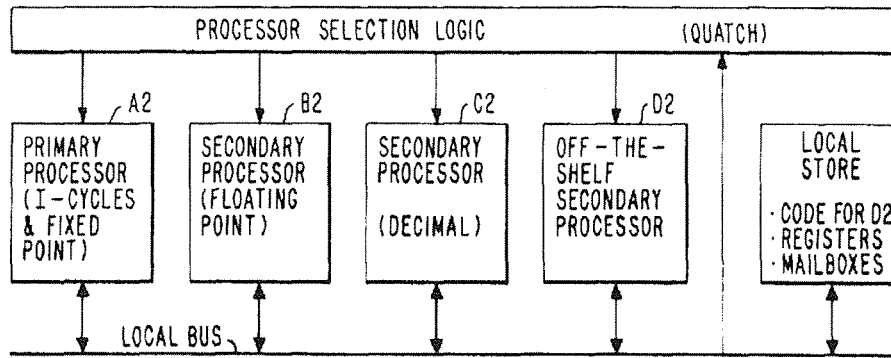 PROCESSOR SELECTION LOGIC (QUATCH)
A2
B2
C2
D2
PRIMARY
PROCESSOR
(I-CYCLES
& FIXED
POINT)
SECONDARY
PROCESSOR
(FLOATING
POINT)
SECONDARY
PROCESSOR
(DECIMAL)
OFF-THE-
SHELF
SECONDARY
PROCESSOR
LOCAL
STORE
· CODE FOR D2
· REGISTERS
· MAILBOXES
LOCAL BUS